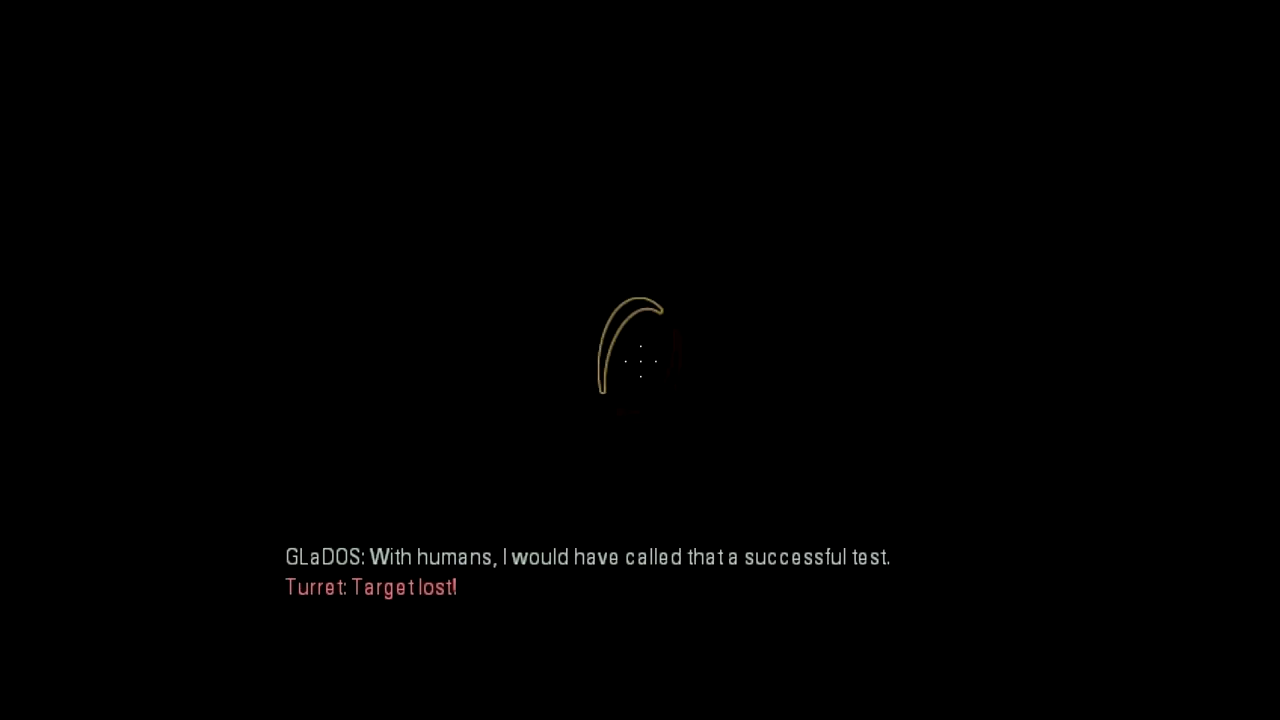 GLaDOS: With humans, I would have called that a successful test.
Turret: Target lost!